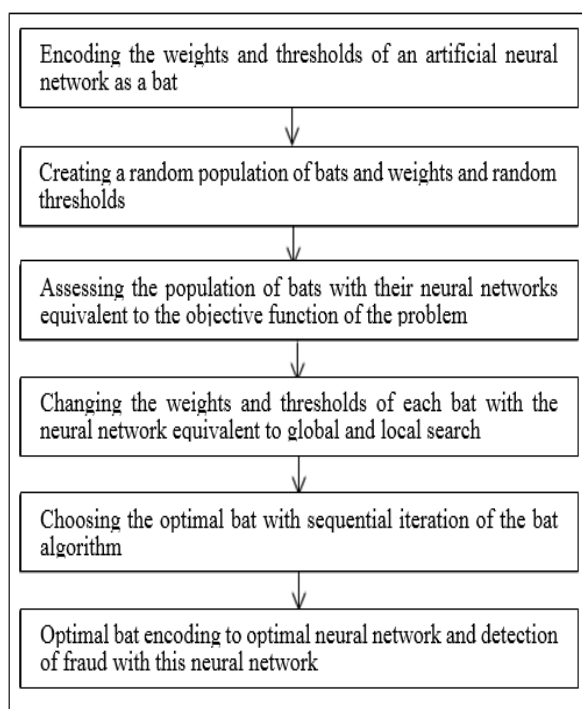 Encoding the weights and thresholds of an artificial neural
network as a bat
Creating a random population of bats and weights and random
thresholds
Assessing the population of bats with their neural networks
equivalent to the objective function of the problem
Changing the weights and thresholds of each bat with the
neural network equivalent to global and local search
Choosing the optimal bat with sequential iteration of the bat
algorithm
Optimal bat encoding to optimal neural network and detection
of fraud with this neural network